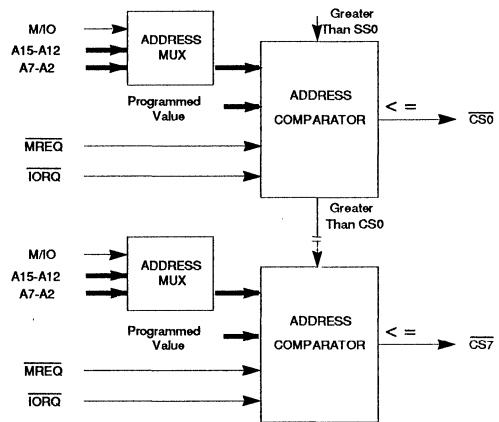 Greater
Than SS0
M/IO
A15-A12
A7-A2
ADDRESS
MUX
Programmed
Value
ADDRESS
COMPARATOR
< =
CS0
MREQ
IORQ
Greater
Than CS0
M/IO
A15-A12
A7-A2
ADDRESS
MUX
Programmed
Value
ADDRESS
COMPARATOR
< =
CS7
MREQ
IORQ